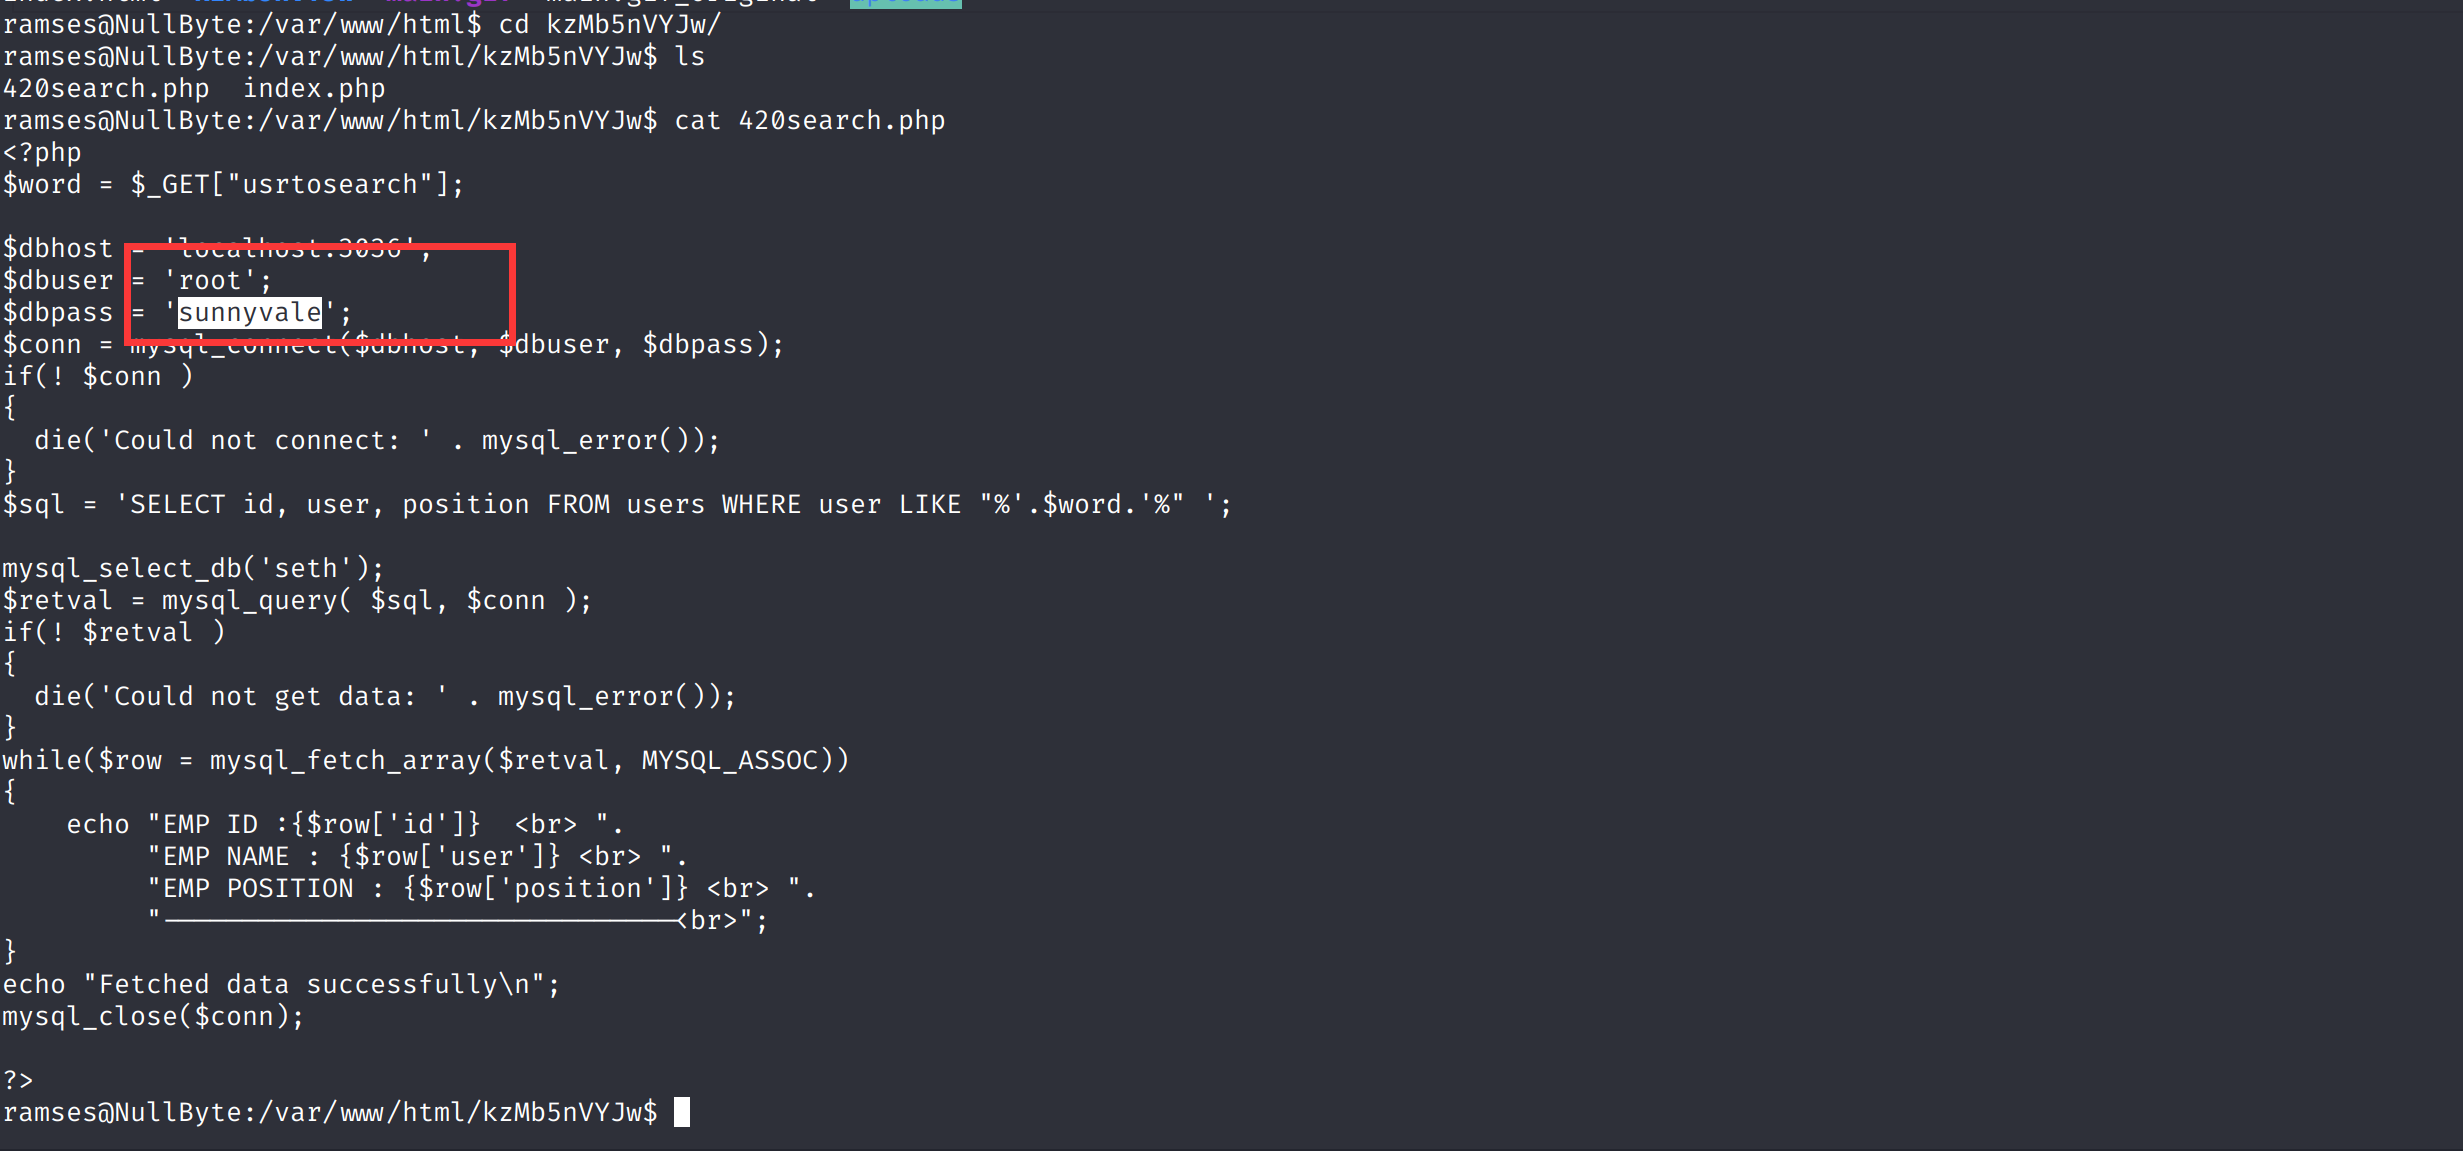 ramses@NullByte:/var/www/html$ cd kzMb5nVYJw/
ramses@NullByte:/var/www/html/kzMb5nVYJw$ ls
420search.php  index.php
ramses@NullByte:/var/www/html/kzMb5nVYJw$ cat 420search.php
<?php
$word = $_GET["usrtosearch"];

$dbhost = 'localhost:3036';
$dbuser = 'root';
$dbpass = 'sunnyvale';
$conn = mysql_connect($dbhost, $dbuser, $dbpass);
if(! $conn )
{
  die('Could not connect: ' . mysql_error());
}
$sql = 'SELECT id, user, position FROM users WHERE user LIKE "%'.$word.'%" ';

mysql_select_db('seth');
$retval = mysql_query( $sql, $conn );
if(! $retval )
{
  die('Could not get data: ' . mysql_error());
}
while($row = mysql_fetch_array($retval, MYSQL_ASSOC))
{
    echo "EMP ID :{$row['id']}  <br> ".
         "EMP NAME : {$row['user']} <br> ".
         "EMP POSITION : {$row['position']} <br> ".
         "--------------------------------<br>";
}
echo "Fetched data successfully\n";
mysql_close($conn);

?>
ramses@NullByte:/var/www/html/kzMb5nVYJw$